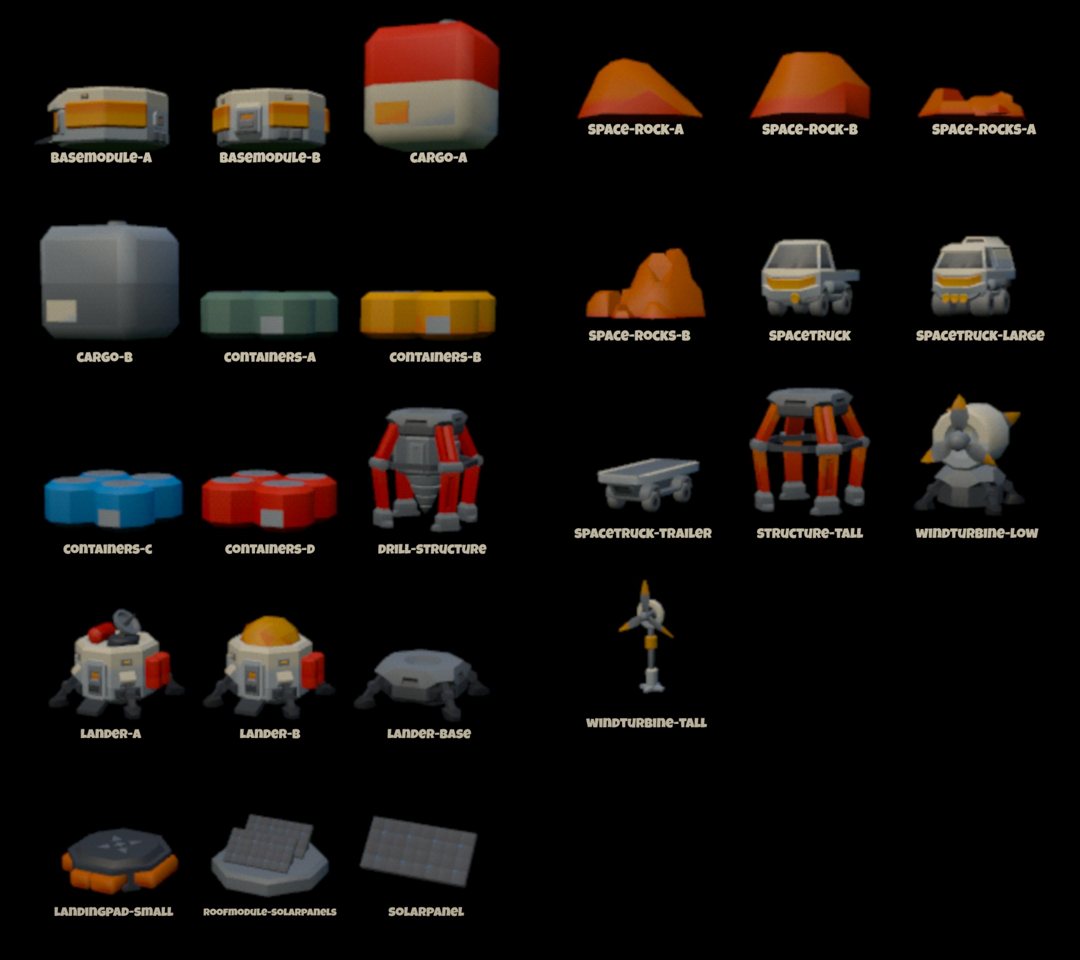 BASEMODULE-A
BASEMODULE-B
CARGO-A
SPACE-ROCK-A
SPACE-ROCK-B
SPACE-ROCKS-A
CARGO-B
CONTAINERS-A
CONTAINERS-B
SPACE-ROCKS-B
SPACETRUCK
SPACETRUCK-LARGE
CONTAINERS-C
CONTAINERS-D
DRILL-STRUCTURE
SPACETRUCK-TRAILER
STRUCTURE-TALL
WINDTURBINE-LOW
LANDER-A
LANDER-B
LANDER-BASE
WINDTURBINE-TALL
LANDINGPAD-SMALL
ROOFMODULE-SOLARPANELS
SOLARPANEL